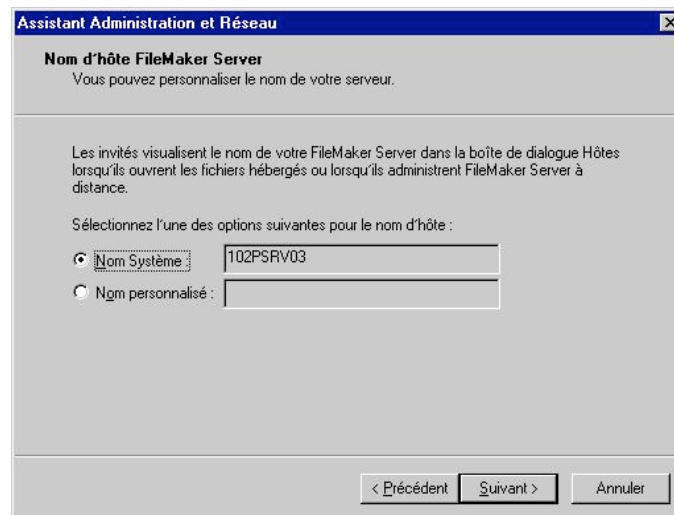 Assistant Administration et Réseau
Nom d'hôte FileMaker Server
Vous pouvez personnaliser le nom de votre serveur.
Les invités visualisent le nom de votre FileMaker Server dans la boîte de dialogue Hôtes
lorsqu'ils ouvrent les fichiers hébergés ou lorsqu'ils administrent FileMaker Server à
distance.
Sélectionnez l'une des options suivantes pour le nom d'hôte :
Nom Système : 102PSRV03
Nom personnalisé :
< Précédent Suivant > Annuler